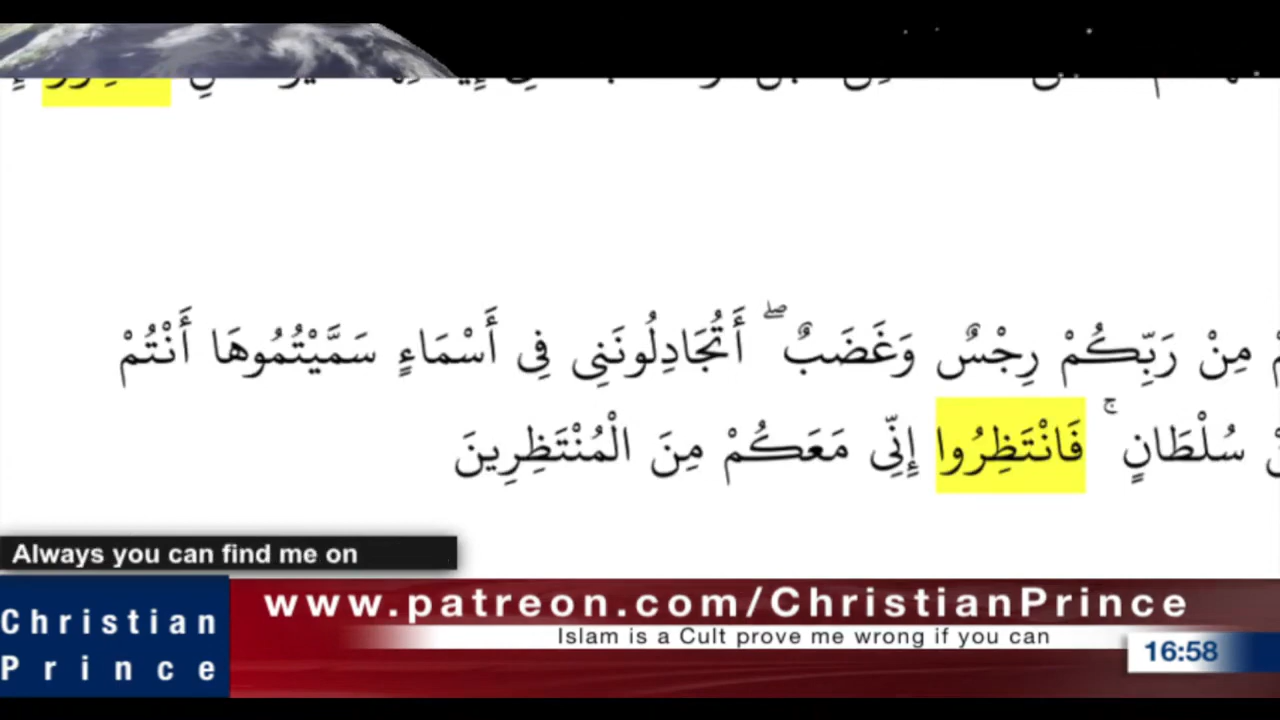 مِنْ رَبِّكُمْ رِجْسٌ وَغَضَبٌ ۖ أَتُجَادِلُونَنِى فِى أَسْمَاءٍ سَمَّيْتُمُوهَا أَنْتُمْ
سُلْطَانٍ ۚ فَانْتَظِرُوا إِنِّى مَعَكُمْ مِنَ الْمُنْتَظِرِينَ
Always you can find me on
www.patreon.com/ChristianPrince
Islam is a Cult prove me wrong if you can
Christian
Prince
16:58